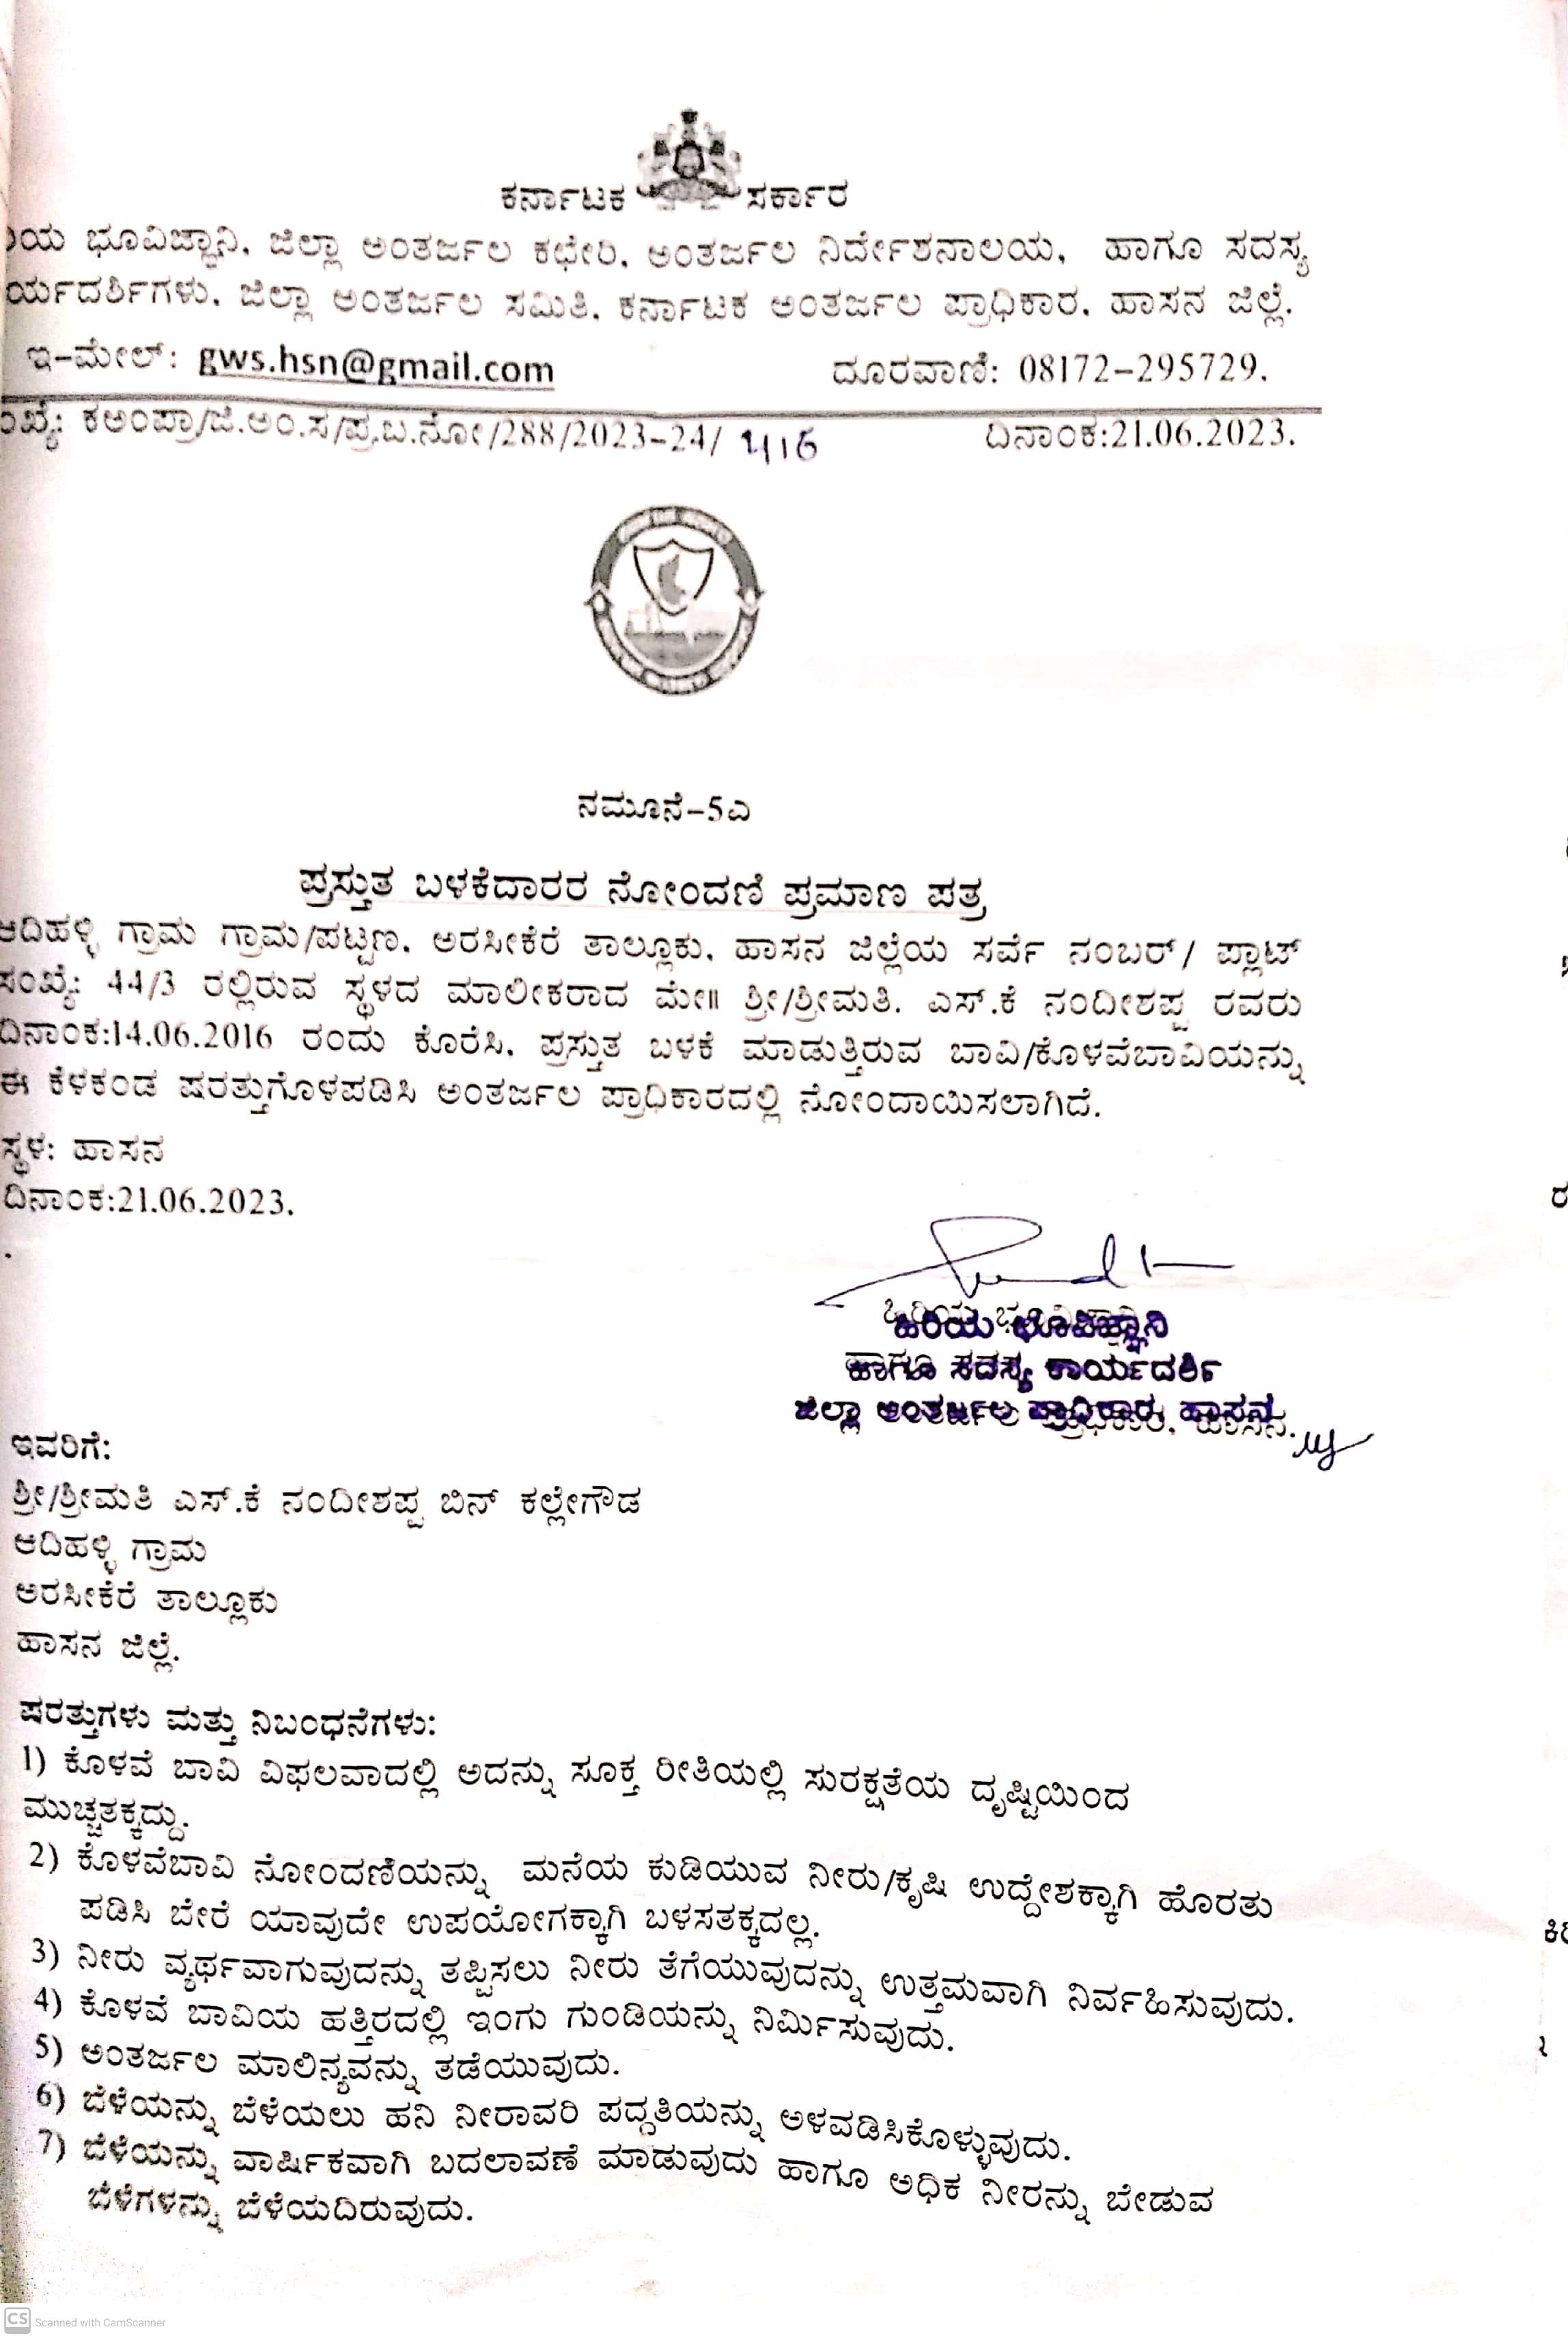 ಕರ್ನಾಟಕ ಸರ್ಕಾರ
ಭೂವಿಜ್ಞಾನಿ, ಜಿಲ್ಲಾ ಅಂತರ್ಜಲ ಕಛೇರಿ, ಅಂತರ್ಜಲ ನಿರ್ದೇಶನಾಲಯ, ಹಾಗೂ ಸದಸ್ಯ
ರ್ಯದರ್ಶಿಗಳು, ಜಿಲ್ಲಾ ಅಂತರ್ಜಲ ಸಮಿತಿ, ಕರ್ನಾಟಕ ಅಂತರ್ಜಲ ಪ್ರಾಧಿಕಾರ, ಹಾಸನ ಜಿಲ್ಲೆ.
ಇ-ಮೇಲ್: gws.hsn@gmail.com ದೂರವಾಣಿ: 08172-295729.
ಂಖ್ಯೆ: ಕಅಂಪ್ರಾ/ಜಿ.ಅಂ.ಸ/ಪ್ರ.ಬ.ನೋ/288/2023-24/ ದಿನಾಂಕ:21.06.2023.
ನಮೂನೆ-5ಎ
ಪ್ರಸ್ತುತ ಬಳಕೆದಾರರ ನೋಂದಣಿ ಪ್ರಮಾಣ ಪತ್ರ
ಆದಿಹಳ್ಳಿ ಗ್ರಾಮ ಗ್ರಾಮ/ಪಟ್ಟಣ, ಅರಸೀಕೆರೆ ತಾಲ್ಲೂಕು, ಹಾಸನ ಜಿಲ್ಲೆಯ ಸರ್ವೆ ನಂಬರ್/ ಪ್ಲಾಟ್
ಸಂಖ್ಯೆ: 44/3 ರಲ್ಲಿರುವ ಸ್ಥಳದ ಮಾಲೀಕರಾದ ಮೇ॥ ಶ್ರೀ/ಶ್ರೀಮತಿ. ಎಸ್.ಕೆ ನಂದೀಶಪ್ಪ ರವರು
ದಿನಾಂಕ:14.06.2016 ರಂದು ಕೊರೆಸಿ, ಪ್ರಸ್ತುತ ಬಳಕೆ ಮಾಡುತ್ತಿರುವ ಬಾವಿ/ಕೊಳವೆಬಾವಿಯನ್ನು
ಈ ಕೆಳಕಂಡ ಷರತ್ತುಗೊಳಪಡಿಸಿ ಅಂತರ್ಜಲ ಪ್ರಾಧಿಕಾರದಲ್ಲಿ ನೋಂದಾಯಿಸಲಾಗಿದೆ.
ಸ್ಥಳ: ಹಾಸನ
ದಿನಾಂಕ:21.06.2023.
ಹಿರಿಯ ಭೂವಿಜ್ಞಾನಿ
ಹಾಗೂ ಸದಸ್ಯ ಕಾರ್ಯದರ್ಶಿ
ಜಿಲ್ಲಾ ಅಂತರ್ಜಲ ಪ್ರಾಧಿಕಾರ, ಹಾಸನ.
ಇವರಿಗೆ:
ಶ್ರೀ/ಶ್ರೀಮತಿ ಎಸ್.ಕೆ ನಂದೀಶಪ್ಪ ಬಿನ್ ಕಲ್ಲೇಗೌಡ
ಆದಿಹಳ್ಳಿ ಗ್ರಾಮ
ಅರಸೀಕೆರೆ ತಾಲ್ಲೂಕು
ಹಾಸನ ಜಿಲ್ಲೆ.
ಷರತ್ತುಗಳು ಮತ್ತು ನಿಬಂಧನೆಗಳು:
1) ಕೊಳವೆ ಬಾವಿ ವಿಫಲವಾದಲ್ಲಿ ಅದನ್ನು ಸೂಕ್ತ ರೀತಿಯಲ್ಲಿ ಸುರಕ್ಷತೆಯ ದೃಷ್ಟಿಯಿಂದ
ಮುಚ್ಚತಕ್ಕದ್ದು.
2) ಕೊಳವೆಬಾವಿ ನೋಂದಣಿಯನ್ನು ಮನೆಯ ಕುಡಿಯುವ ನೀರು/ಕೃಷಿ ಉದ್ದೇಶಕ್ಕಾಗಿ ಹೊರತು
ಪಡಿಸಿ ಬೇರೆ ಯಾವುದೇ ಉಪಯೋಗಕ್ಕಾಗಿ ಬಳಸತಕ್ಕದಲ್ಲ.
3) ನೀರು ವ್ಯರ್ಥವಾಗುವುದನ್ನು ತಪ್ಪಿಸಲು ನೀರು ತೆಗೆಯುವುದನ್ನು ಉತ್ತಮವಾಗಿ ನಿರ್ವಹಿಸುವುದು.
4) ಕೊಳವೆ ಬಾವಿಯ ಹತ್ತಿರದಲ್ಲಿ ಇಂಗು ಗುಂಡಿಯನ್ನು ನಿರ್ಮಿಸುವುದು.
5) ಅಂತರ್ಜಲ ಮಾಲಿನ್ಯವನ್ನು ತಡೆಯುವುದು.
6) ಬೆಳೆಯನ್ನು ಬೆಳೆಯಲು ಹನಿ ನೀರಾವರಿ ಪದ್ದತಿಯನ್ನು ಅಳವಡಿಸಿಕೊಳ್ಳುವುದು.
7) ಬೆಳೆಯನ್ನು ವಾರ್ಷಿಕವಾಗಿ ಬದಲಾವಣೆ ಮಾಡುವುದು ಹಾಗೂ ಅಧಿಕ ನೀರನ್ನು ಬೇಡುವ
ಬೆಳೆಗಳನ್ನು ಬೆಳೆಯದಿರುವುದು.
CS Scanned with CamScanner